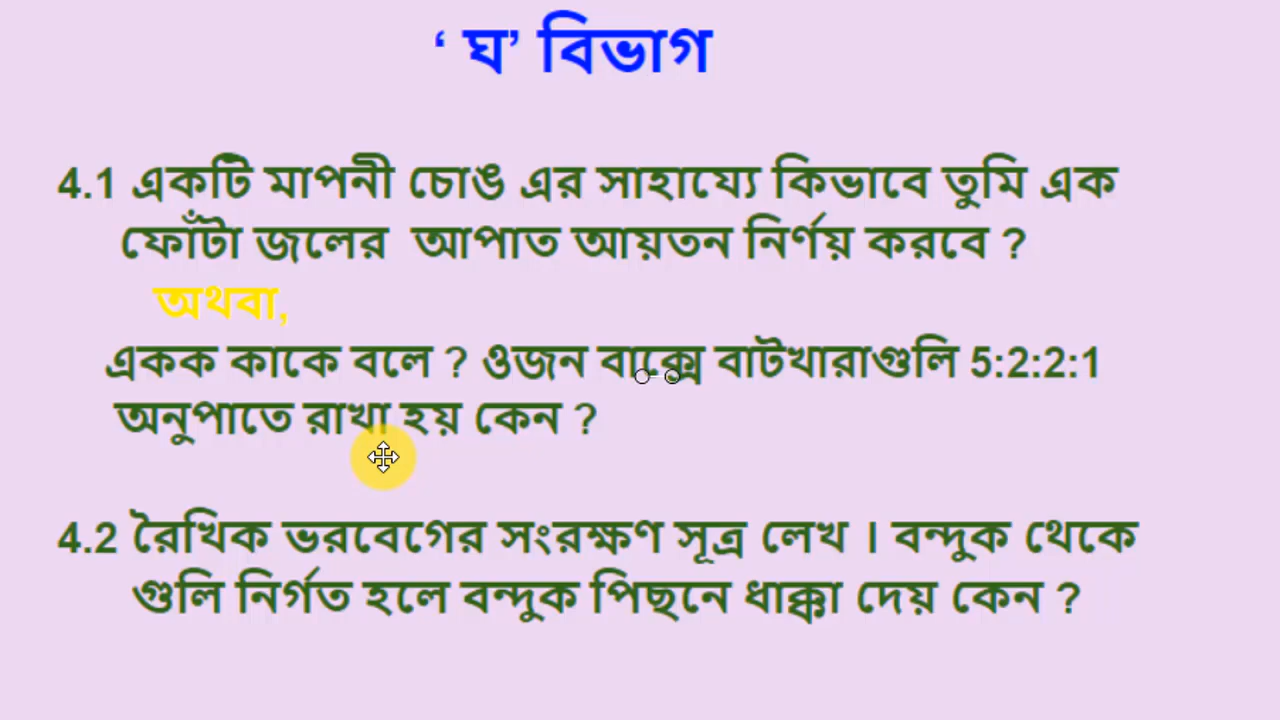 ‘ ঘ’ বিভাগ
4.1 একটি মাপনী চোঙ এর সাহায্যে কিভাবে তুমি এক
ফোঁটা জলের আপাত আয়তন নির্ণয় করবে ?
অথবা,
একক কাকে বলে ? ওজন বাক্সে বাটখারাগুলি 5:2:2:1
অনুপাতে রাখা হয় কেন ?
4.2 রৈখিক ভরবেগের সংরক্ষণ সূত্র লেখ । বন্দুক থেকে
গুলি নির্গত হলে বন্দুক পিছনে ধাক্কা দেয় কেন ?